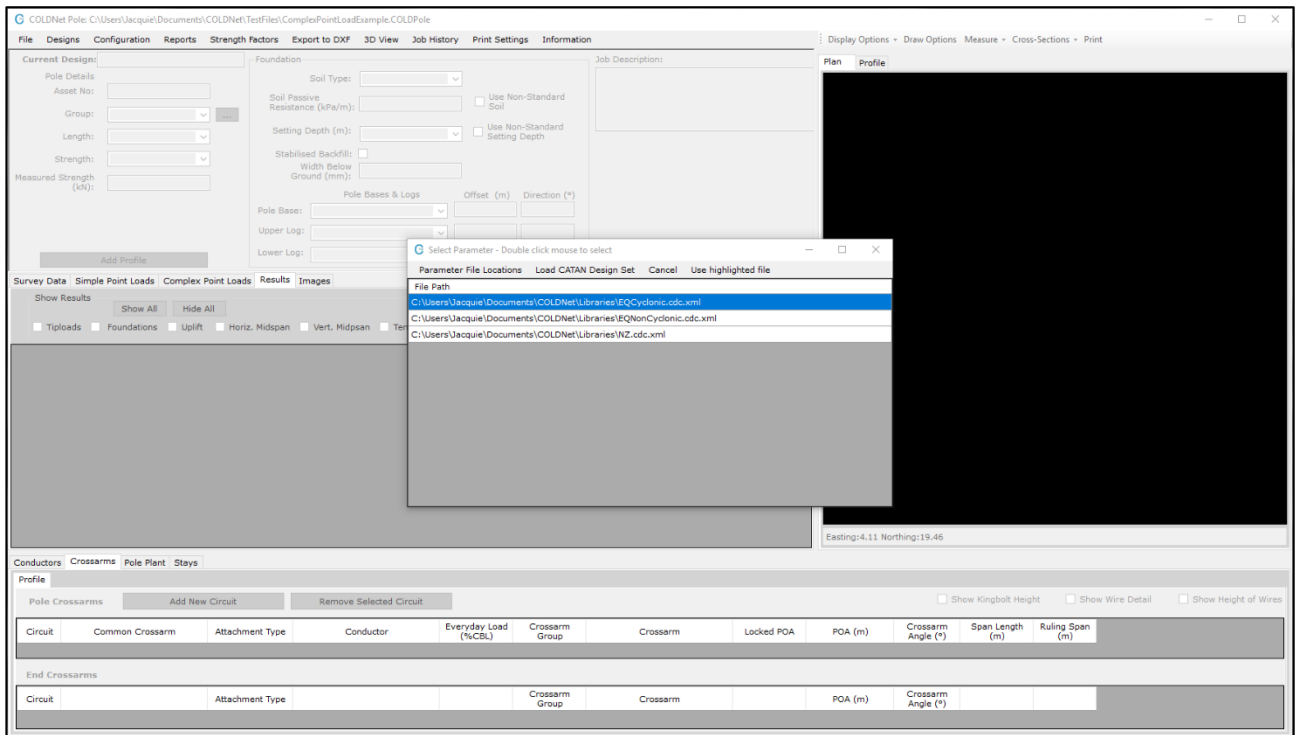 COLDNet Pole: C:\Users\Jacquie\Documents\COLDNet\TestFiles\ComplexPointLoadExample.COLDPole
File Designs Configuration Reports Strength Factors Export to DXF 3D View Job History Print Settings Information
Display Options Draw Options Measure Cross-Sections Print
Current Design:
Foundation
Job Description:
Plan Profile
Pole Details
Asset No:
Group:
...
Length:
Strength:
Measured Strength
(kN):
Add Profile
Soil Type:
Soil Passive
Resistance (kPa/m):
Use Non-Standard
Soil
Setting Depth (m):
Use Non-Standard
Setting Depth
Stabilised Backfill:
Width Below
Ground (mm):
Pole Bases & Logs Offset (m) Direction (°)
Pole Base:
Upper Log:
Lower Log:
Select Parameter - Double click mouse to select
Parameter File Locations Load CATAN Design Set Cancel Use highlighted file
File Path
C:\Users\Jacquie\Documents\COLDNet\Libraries\EQCyclonic.cdc.xml
C:\Users\Jacquie\Documents\COLDNet\Libraries\EQNonCyclonic.cdc.xml
C:\Users\Jacquie\Documents\COLDNet\Libraries\NZ.cdc.xml
Survey Data Simple Point Loads Complex Point Loads Results Images
Show Results
Show All Hide All
Tiploads Foundations Uplift Horiz. Midspan Vert. Midpsan Ten
Easting:4.11 Northing:19.46
Conductors Crossarms Pole Plant Stays
Profile
Pole Crossarms Add New Circuit Remove Selected Circuit Show Kingbolt Height Show Wire Detail Show Height of Wires
Circuit Common Crossarm Attachment Type Conductor Everyday Load (%CBL) Crossarm Group Crossarm Locked POA POA (m) Crossarm Angle (°) Span Length (m) Ruling Span (m)
End Crossarms
Circuit Attachment Type Crossarm Group Crossarm POA (m) Crossarm Angle (°)